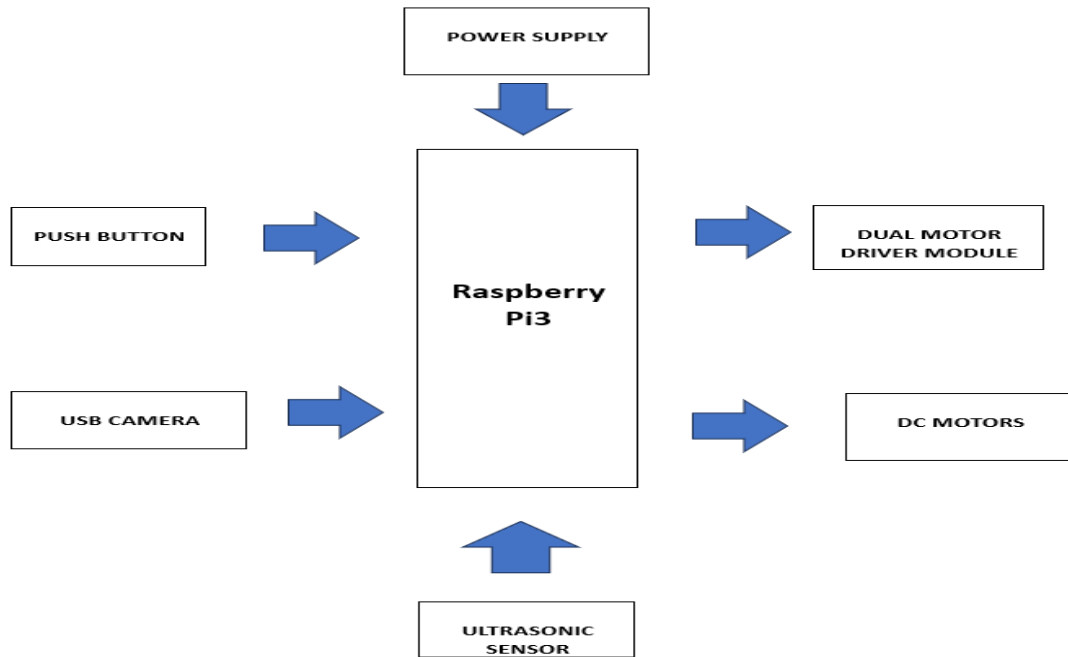 POWER SUPPLY
PUSH BUTTON
DUAL MOTOR
DRIVER MODULE
Raspberry
Pi3
USB CAMERA
DC MOTORS
ULTRASONIC
SENSOR